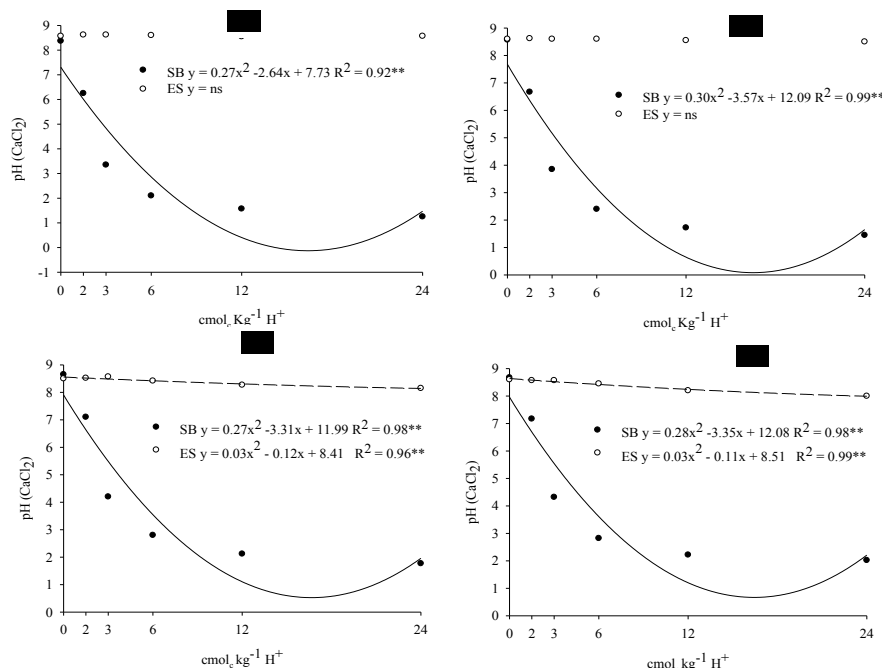 9
8
7
6
5
4
3
2
1
0
-1
pH (CaCl2)
SB y = 0.27x2 -2.64x + 7.73 R2 = 0.92**
ES y = ns
0 2 3 6 12 24
cmolc Kg-1 H+
9
8
7
6
5
4
3
2
1
0
pH (CaCl2)
SB y = 0.30x2 -3.57x + 12.09 R2 = 0.99**
ES y = ns
0 2 3 6 12 24
cmolc Kg-1 H+
9
8
7
6
5
4
3
2
1
0
pH (CaCl2)
SB y = 0.27x2 -3.31x + 11.99 R2 = 0.98**
ES y = 0.03x2 - 0.12x + 8.41 R2 = 0.96**
0 2 3 6 12 24
cmolc kg-1 H+
9
8
7
6
5
4
3
2
1
0
pH (CaCl2)
SB y = 0.28x2 -3.35x + 12.08 R2 = 0.98**
ES y = 0.03x2 - 0.11x + 8.51 R2 = 0.99**
0 2 3 6 12 24
cmol kg-1 H+